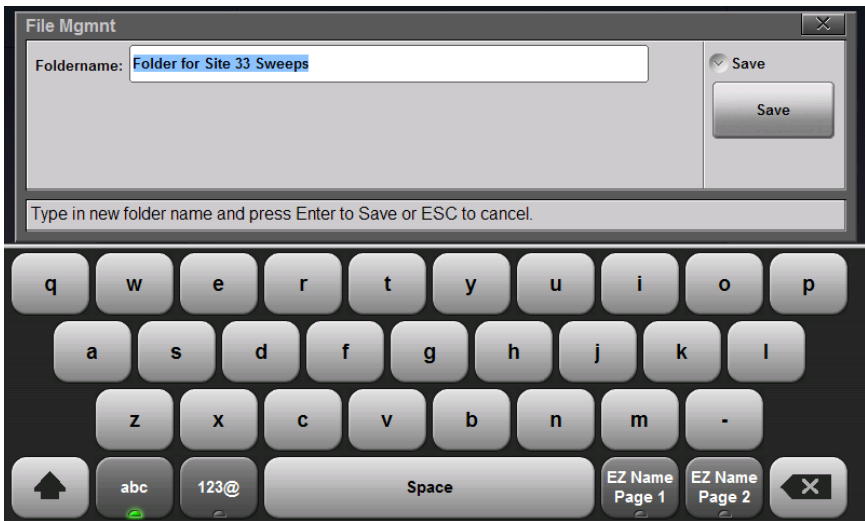 File Mgmnt
Foldername: Folder for Site 33 Sweeps
Save
Save
Type in new folder name and press Enter to Save or ESC to cancel.
q w e r t y u i o p
a s d f g h j k l
z x c v b n m -
abc 123@ Space EZ Name Page 1 EZ Name Page 2